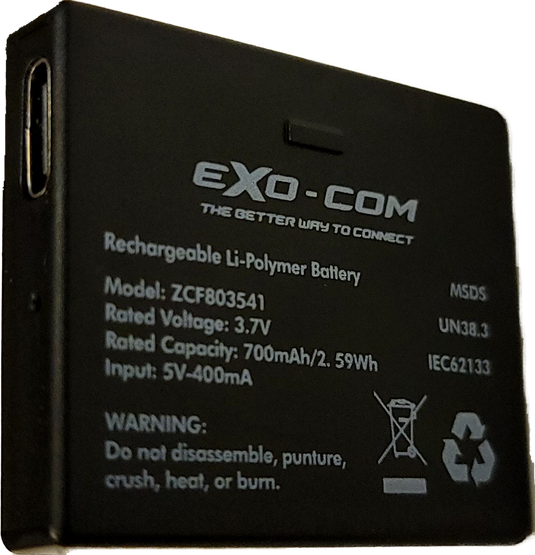 eXo-COM
THE BETTER WAY TO CONNECT
Rechargeable Li-Polymer Battery
Model: ZCF803541
Rated Voltage: 3.7V
Rated Capacity: 700mAh/2. 59Wh
Input: 5V-400mA
MSDS
UN38.3
IEC62133
WARNING:
Do not disassemble, punture,
crush, heat, or burn.